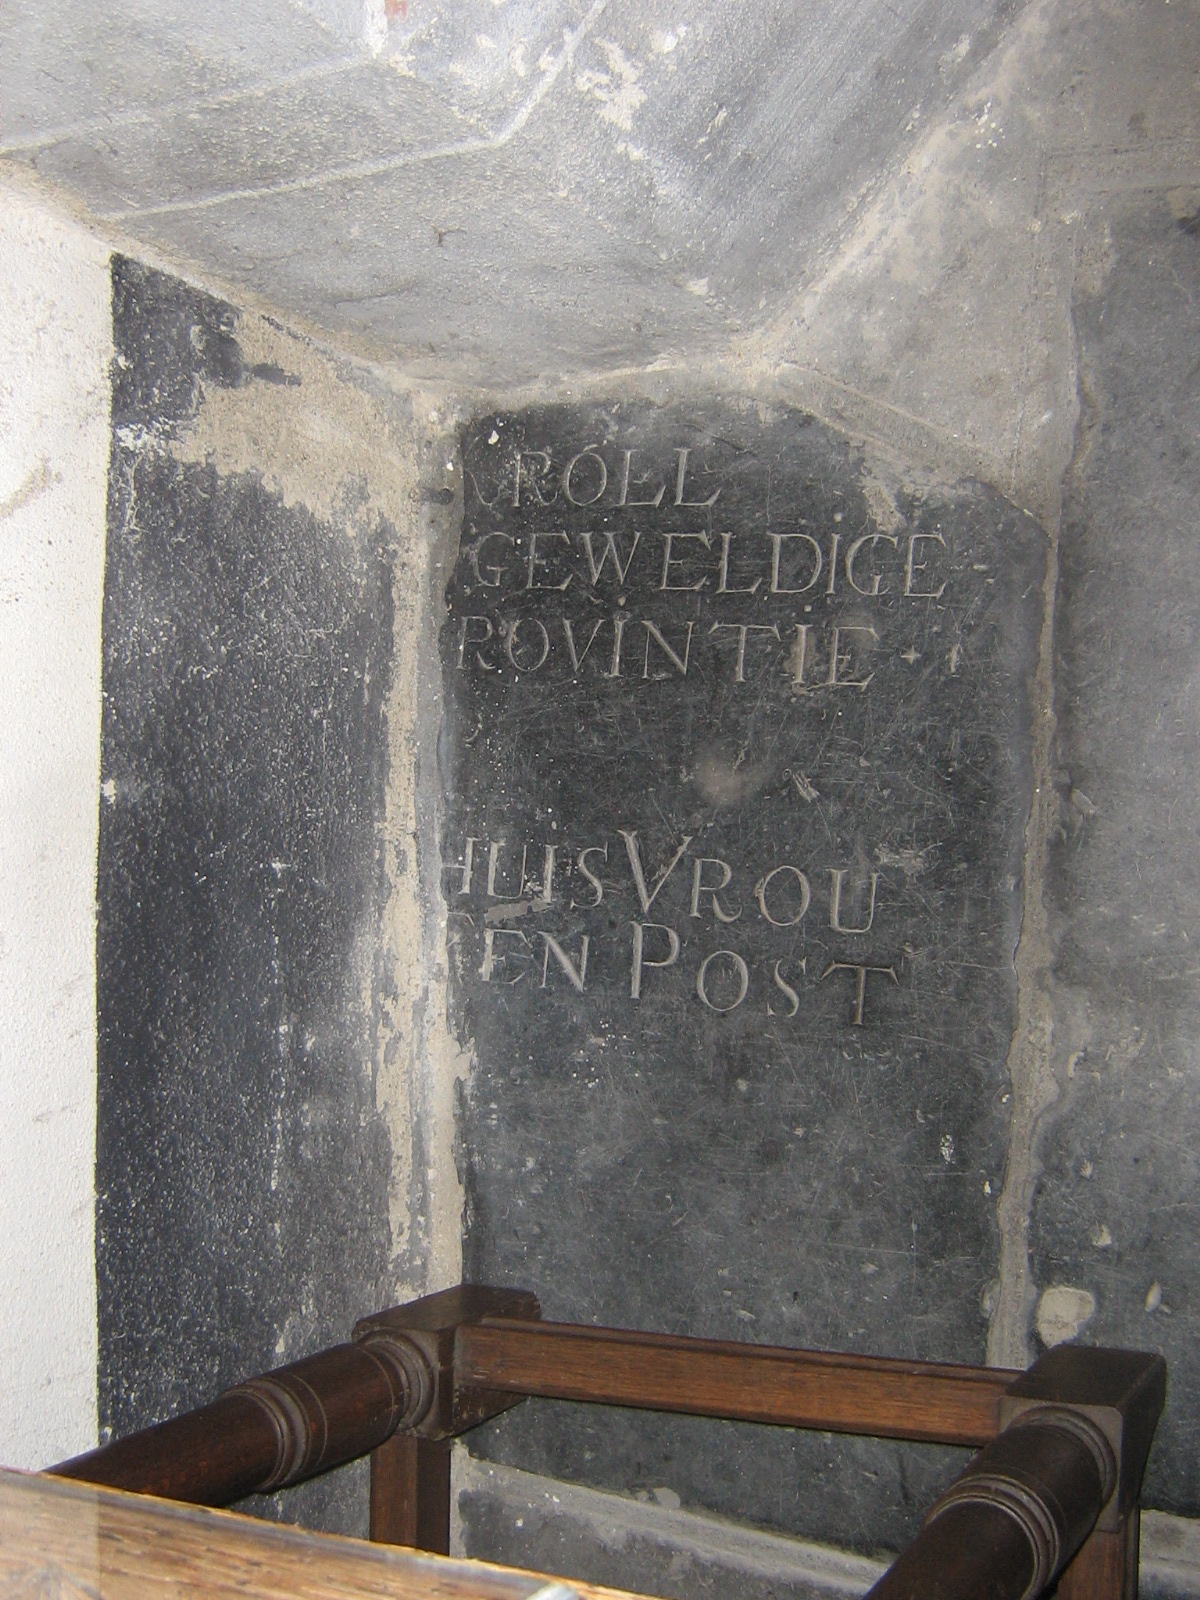 ROLL
GEWELDIGE
ROVINTIE ·
HUISVROU
EN POST